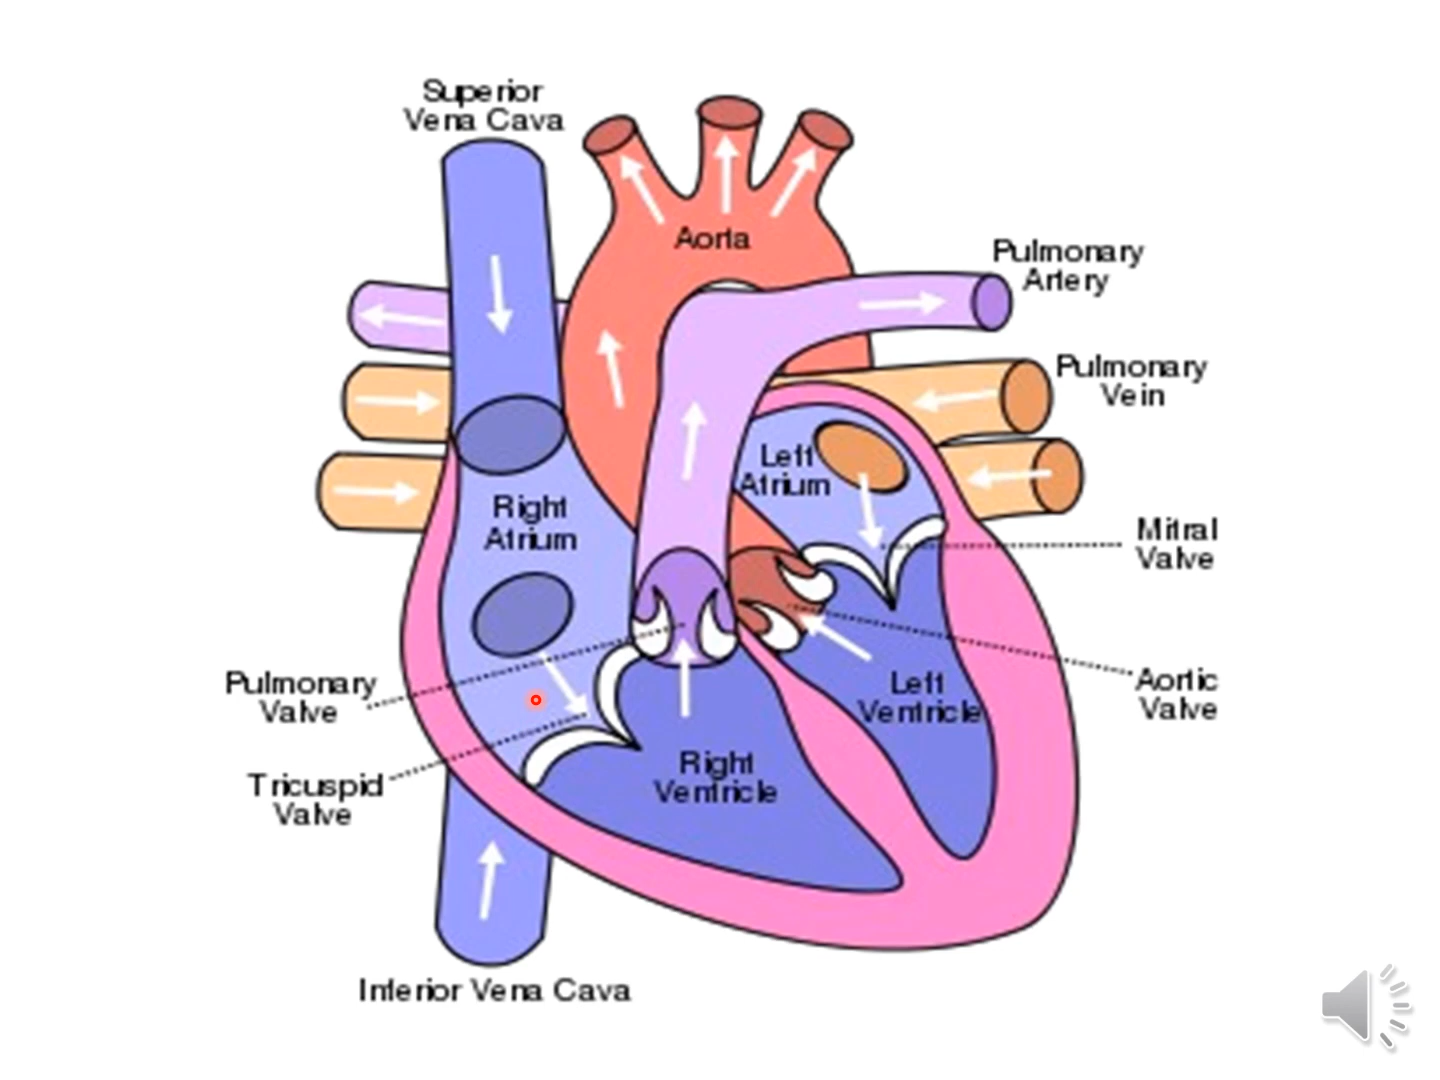 Superior
Vena Cava
Aorta
Pulmonary
Artery
Pulmonary
Vein
Left
Atrium
Right
Atrium
Mitral
Valve
Pulmonary
Valve
Aortic
Valve
Left
Ventricle
Tricuspid
Valve
Right
Ventricle
Inferior Vena Cava